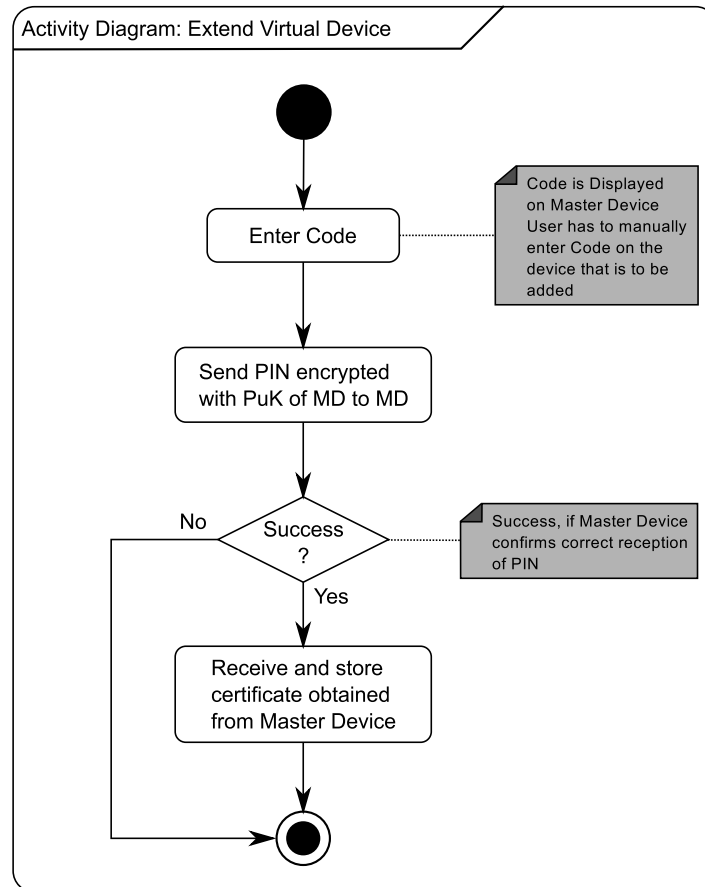 Activity Diagram: Extend Virtual Device
Enter Code
Code is Displayed
on Master Device
User has to manually
enter Code on the
device that is to be
added
Send PIN encrypted
with PuK of MD to MD
No
Success
?
Success, if Master Device
confirms correct reception
of PIN
Yes
Receive and store
certificate obtained
from Master Device